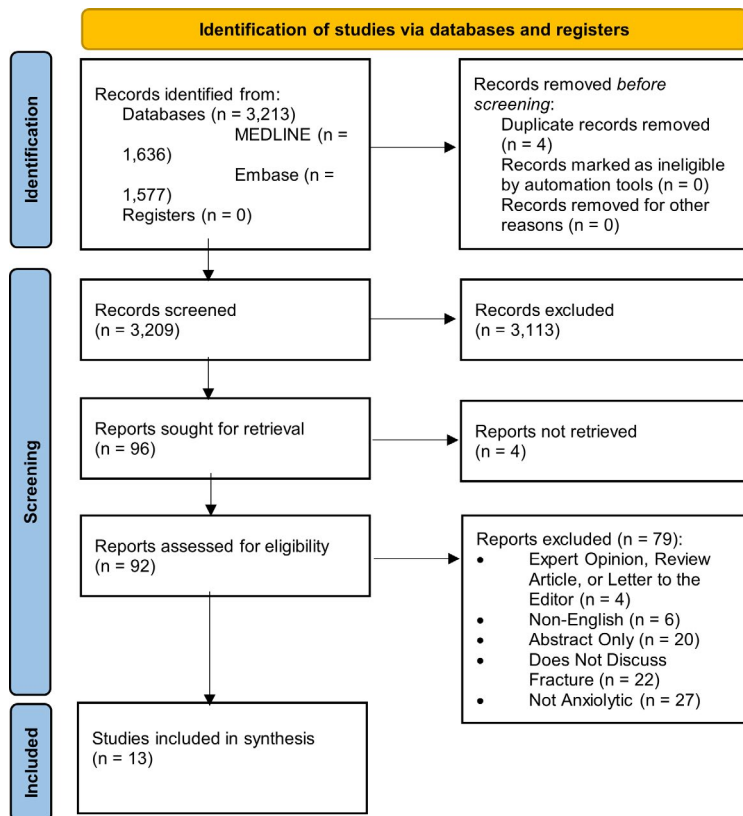 Identification of studies via databases and registers
Identification
Records identified from:
Databases (n = 3,213)
MEDLINE (n =
1,636)
Embase (n =
1,577)
Registers (n = 0)
Records removed before
screening:
Duplicate records removed
(n = 4)
Records marked as ineligible
by automation tools (n = 0)
Records removed for other
reasons (n = 0)
Screening
Records screened
(n = 3,209)
Records excluded
(n = 3,113)
Reports sought for retrieval
(n = 96)
Reports not retrieved
(n = 4)
Reports assessed for eligibility
(n = 92)
Reports excluded (n = 79):
• Expert Opinion, Review
Article, or Letter to the
Editor (n = 4)
• Non-English (n = 6)
• Abstract Only (n = 20)
• Does Not Discuss
Fracture (n = 22)
• Not Anxiolytic (n = 27)
Included
Studies included in synthesis
(n = 13)